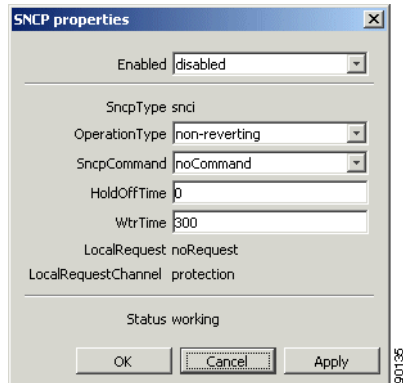 SNCP properties
Enabled disabled
SncpType snci
OperationType non-reverting
SncpCommand noCommand
HoldOffTime 0
WtrTime 300
LocalRequest noRequest
LocalRequestChannel protection
Status working
OK Cancel Apply
90135